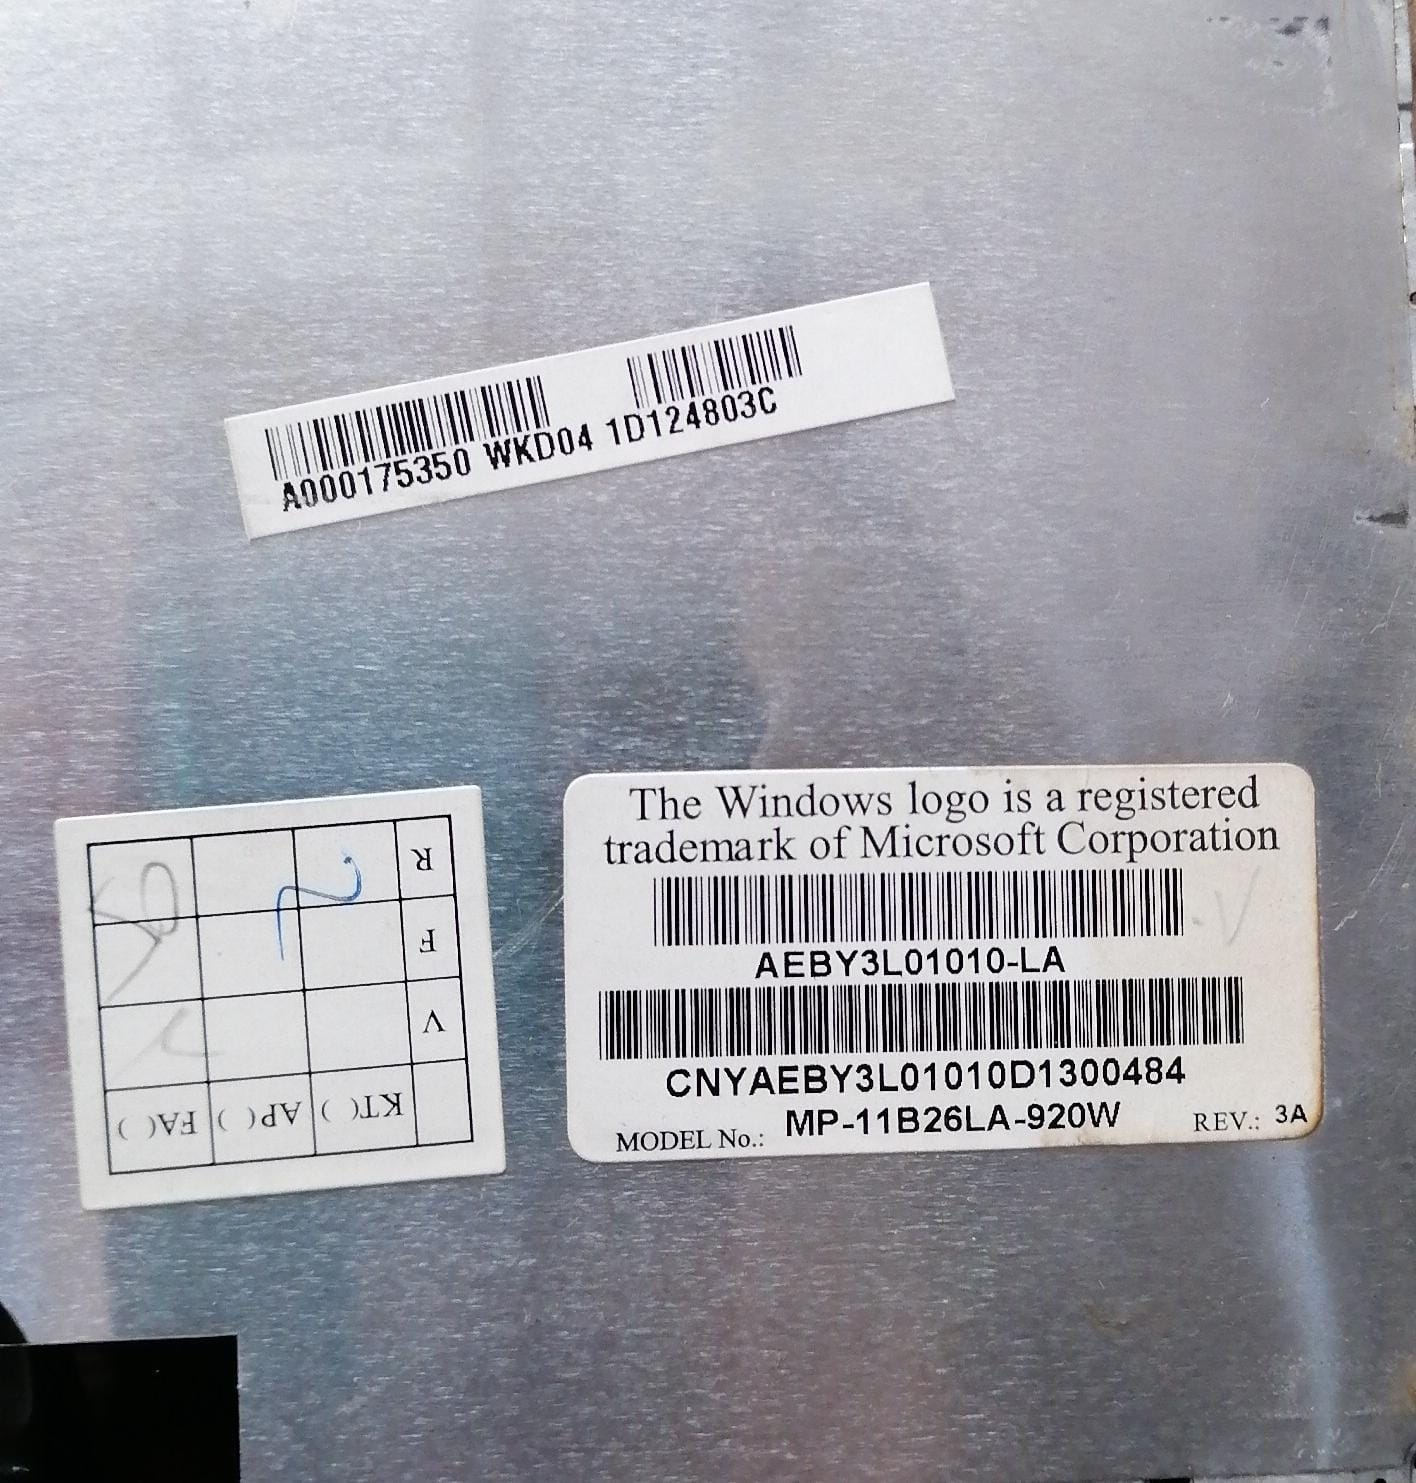 A000175350 WKD04 1D124803C
The Windows logo is a registered
trademark of Microsoft Corporation
AEBY3L01010-LA
CNYAEBY3L01010D1300484
MODEL No.: MP-11B26LA-920W REV.: 3A
KT( ) AP( ) FA( )
V
F
R